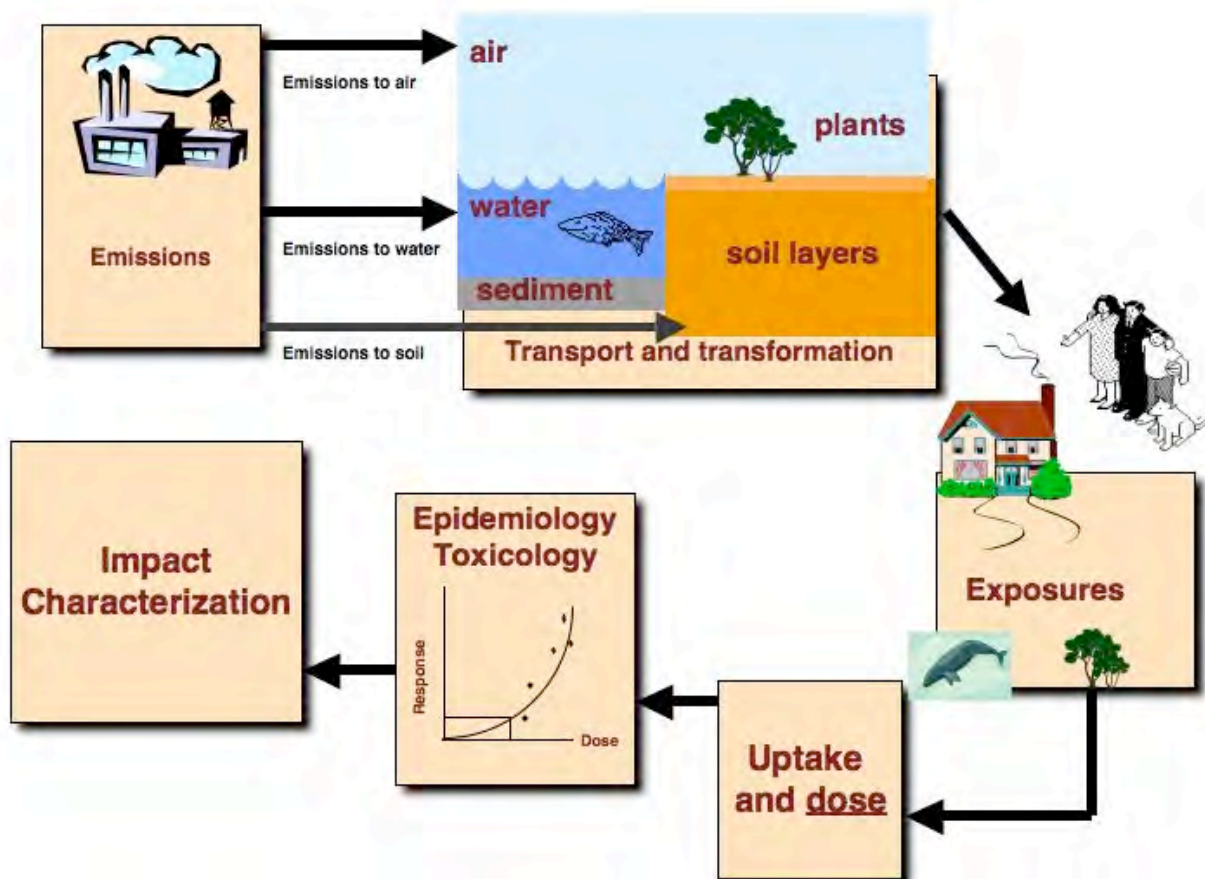 Emissions
Emissions to air
Emissions to water
Emissions to soil
air
plants
water
soil layers
sediment
Transport and transformation
Exposures
Uptake
and dose
Epidemiology
Toxicology
Response
Dose
Impact
Characterization